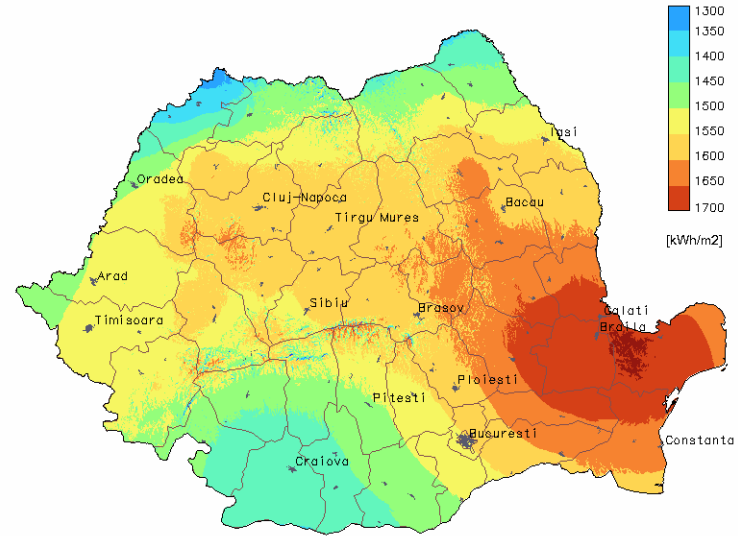 1300
1350
1400
1450
1500
1550
1600
1650
1700
[kWh/m2]
Iasi
Oradea
Cluj-Napoca
Bacau
Tirgu Mures
Arad
Sibiu
Brasov
Galati
Timisoara
Braila
Ploiesti
Pitesti
Bucuresti
Constanta
Craiova